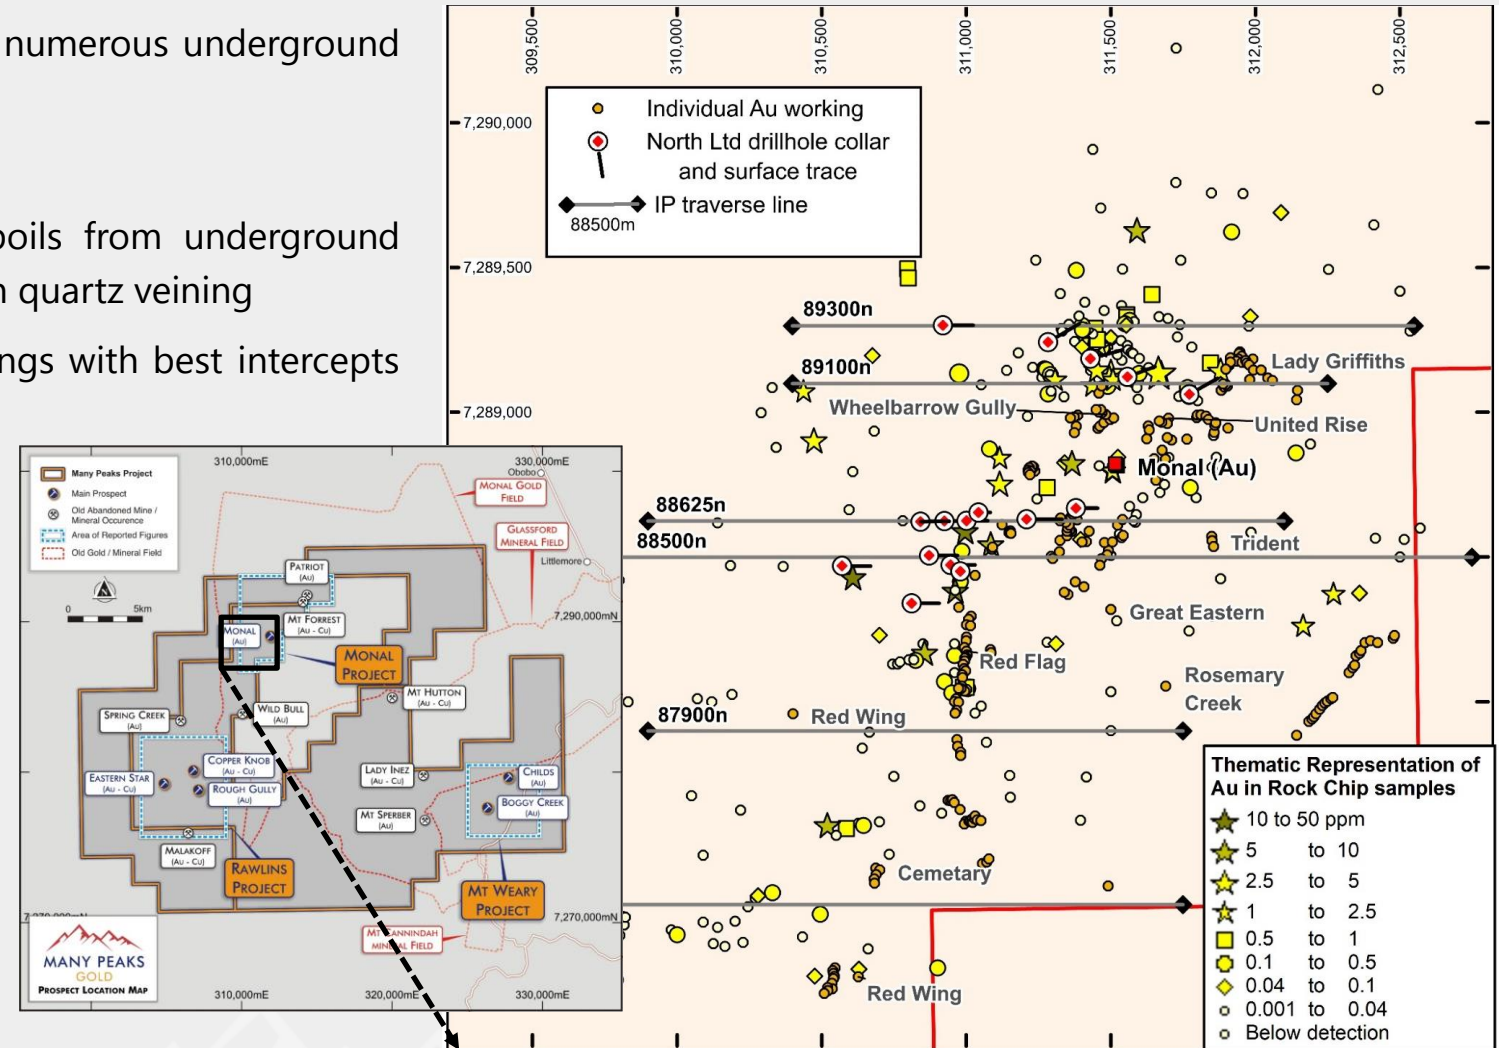 numerous underground
poils from underground
n quartz veining
ngs with best intercepts
309,500
310,000
310,500
311,000
311,500
312,000
312,500
7,290,000
7,289,500
7,289,000
Individual Au working
North Ltd drillhole collar
and surface trace
IP traverse line
88500m
89300n
89100n
Lady Griffiths
Wheelbarrow Gully
United Rise
Monal (Au)
88625n
88500n
Trident
Great Eastern
Red Flag
Rosemary
Creek
Red Wing
87900n
Cemetary
Red Wing
Thematic Representation of
Au in Rock Chip samples
10 to 50 ppm
5 to 10
2.5 to 5
1 to 2.5
0.5 to 1
0.1 to 0.5
0.04 to 0.1
0.001 to 0.04
Below detection
310,000mE
330,000mE
Many Peaks Project
Main Prospect
Old Abandoned Mine /
Mineral Occurence
Area of Reported Figures
Old Gold / Mineral Field
0 5km
Obobo
MONAL GOLD
FIELD
GLASSFORD
MINERAL FIELD
Littlemore
7,290,000mN
PATRIOT
(Au)
MT FORREST
(Au - Cu)
MONAL
(Au)
MONAL
PROJECT
MT HUTTON
(Au - Cu)
SPRING CREEK
(Au)
WILD BULL
(Au)
COPPER KNOB
(Au - Cu)
EASTERN STAR
(Au - Cu)
ROUGH GULLY
(Au)
LADY INEZ
(Au - Cu)
CHILDS
(Au)
BOGGY CREEK
(Au)
MT SPERBER
(Au)
MALAKOFF
(Au - Cu)
RAWLINS
PROJECT
MT WEARY
PROJECT
7,270,000mN
7,270,000mN
MINERAL FIELD
MANY PEAKS
GOLD
PROSPECT LOCATION MAP
310,000mE
320,000mE
330,000mE